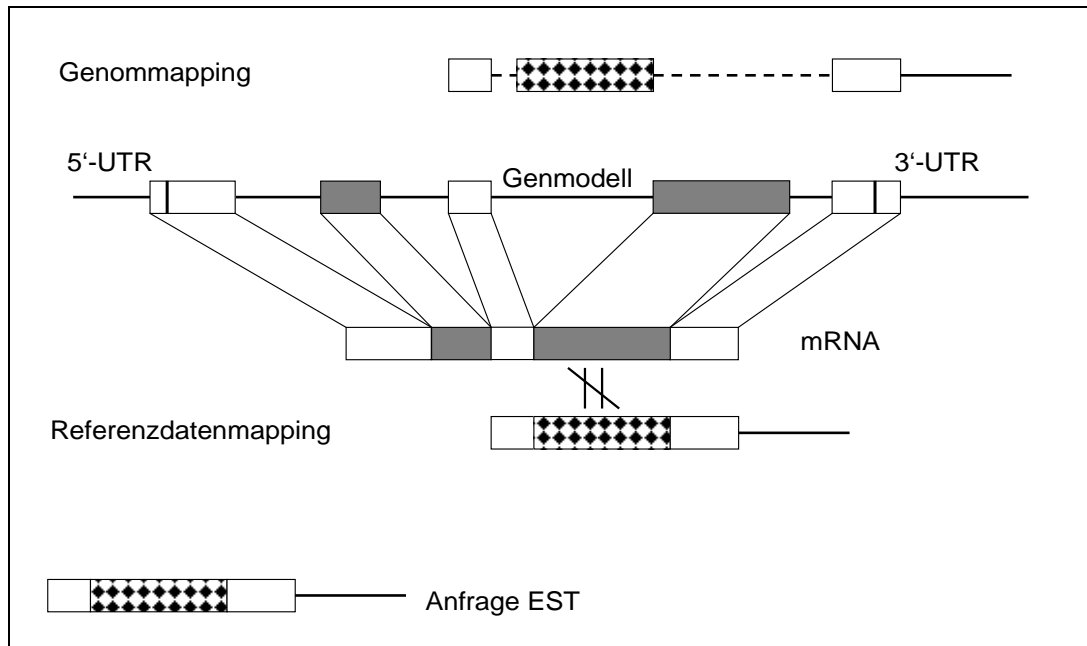 Genommapping
5‘-UTR
Genmodell
3‘-UTR
mRNA
Referenzdatenmapping
Anfrage EST